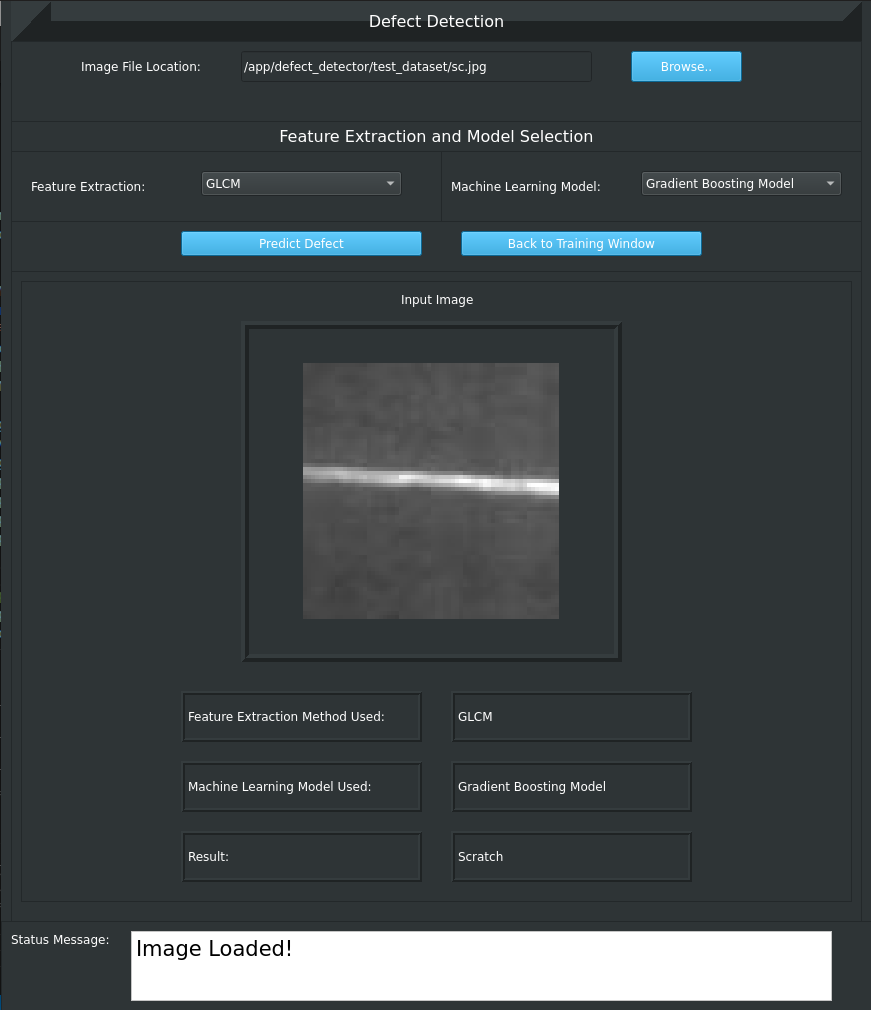 Defect Detection
Image File Location: /app/defect_detector/test_dataset/sc.jpg Browse..
Feature Extraction and Model Selection
Feature Extraction: GLCM Machine Learning Model: Gradient Boosting Model
Predict Defect Back to Training Window
Input Image
Feature Extraction Method Used: GLCM
Machine Learning Model Used: Gradient Boosting Model
Result: Scratch
Status Message: Image Loaded!